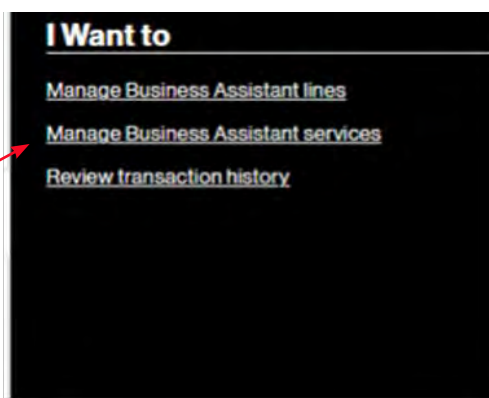 I Want to
Manage Business Assistant lines
Manage Business Assistant services
Review transaction history